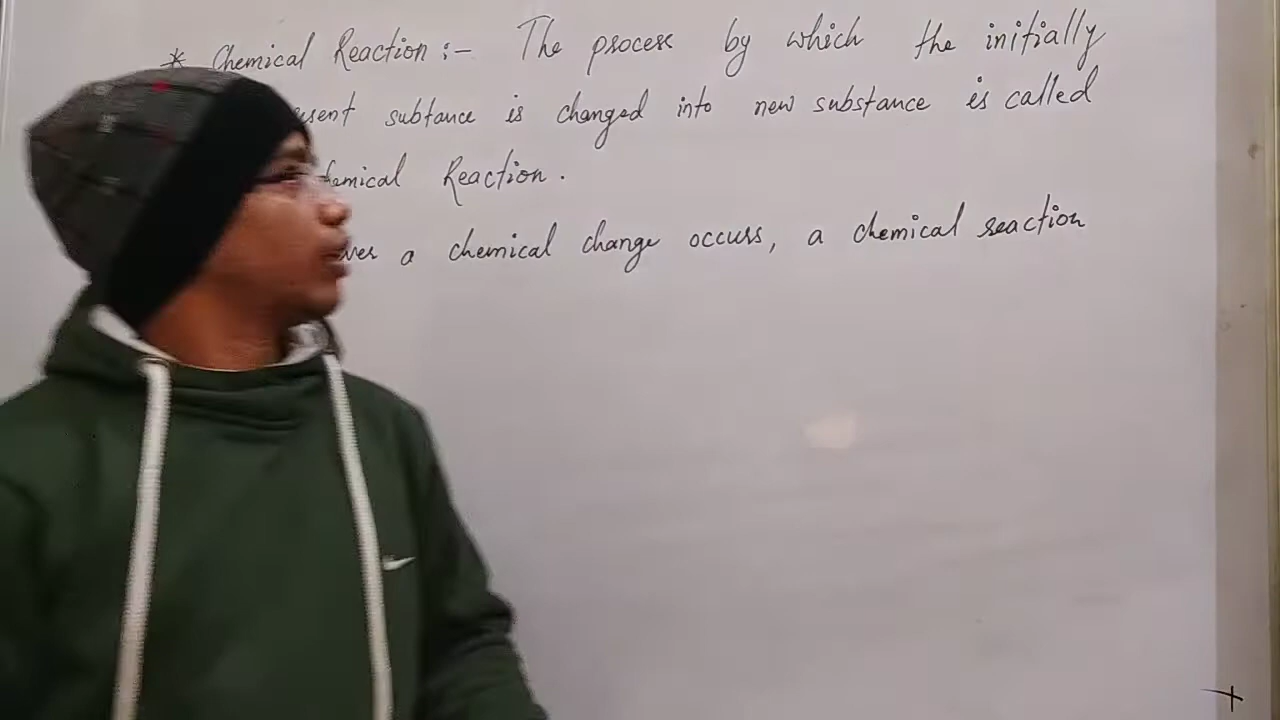 * Chemical Reaction :- The process by which the initially
subtance is changed into new substance is called
Reaction.
a chemical change occurs, a chemical reaction